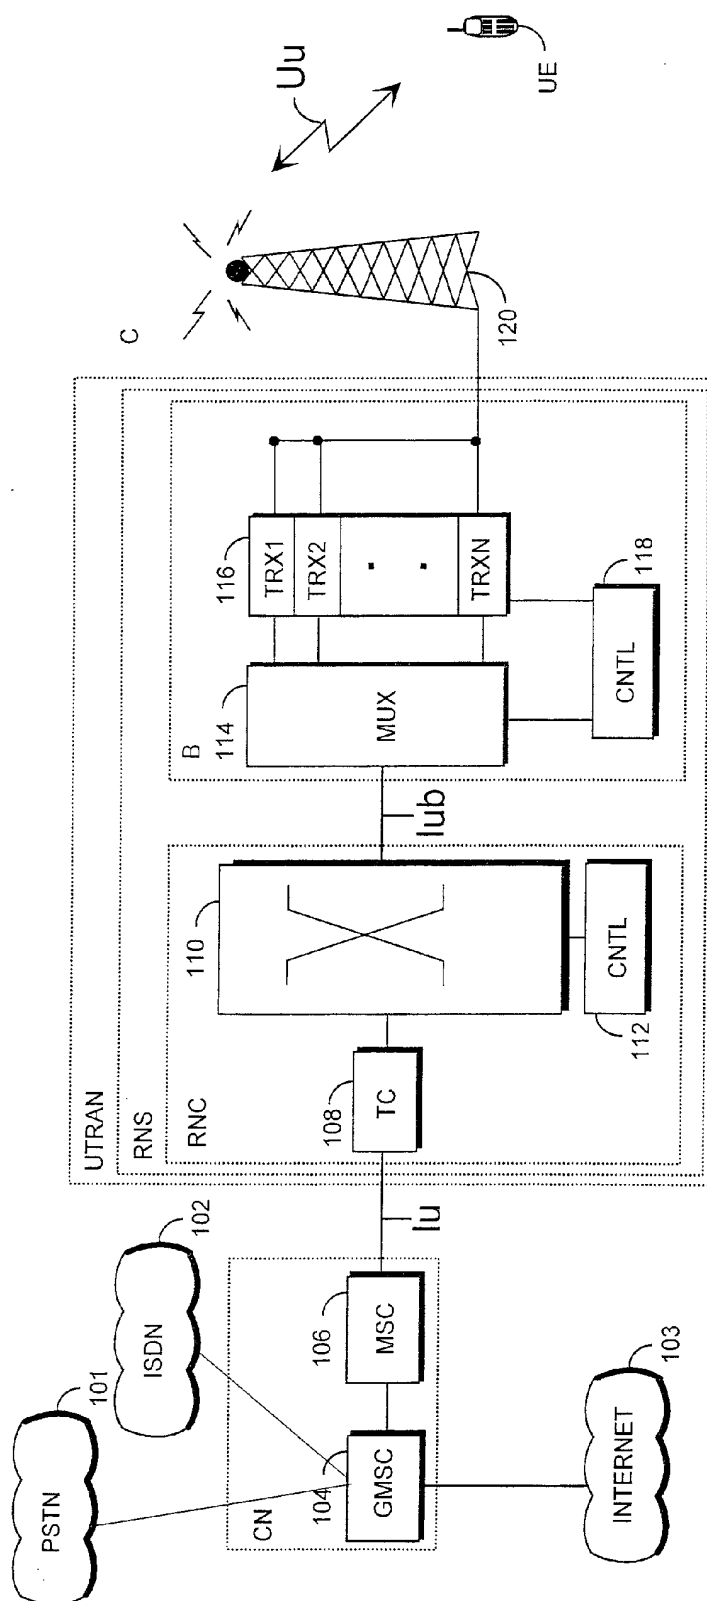 PSTN
101
ISDN
102
INTERNET
103
CN
104
GMSC
106
MSC
Iu
UTRAN
RNS
RNC
108
TC
110
CNTL
112
Iub
B
114
MUX
116
TRX1
TRX2
TRXN
CNTL
118
C
120
Uu
UE